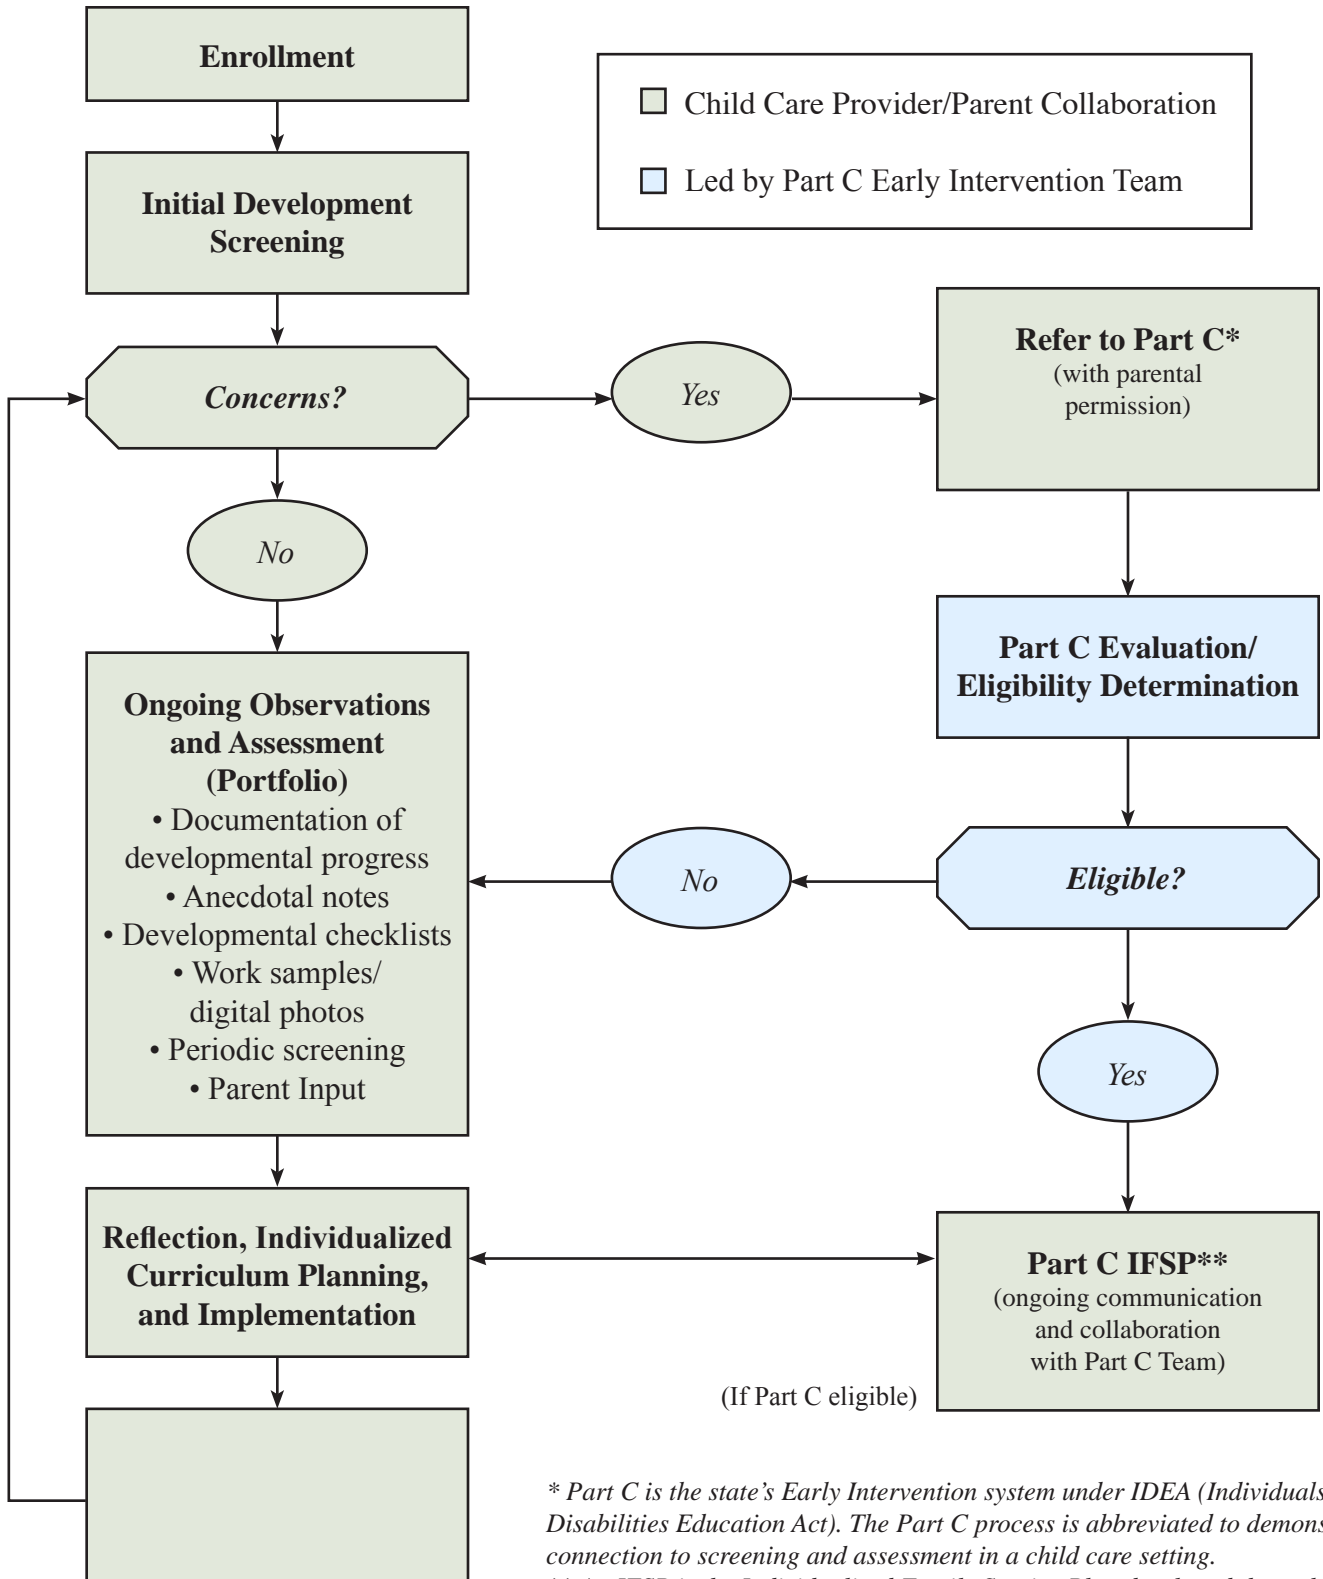 Enrollment
Child Care Provider/Parent Collaboration
Led by Part C Early Intervention Team
Initial Development
Screening
Concerns?
Yes
Refer to Part C*
(with parental
permission)
No
Part C Evaluation/
Eligibility Determination
Ongoing Observations
and Assessment
(Portfolio)
• Documentation of
developmental progress
• Anecdotal notes
• Developmental checklists
• Work samples/
digital photos
• Periodic screening
• Parent Input
No
Eligible?
Yes
Reflection, Individualized
Curriculum Planning,
and Implementation
Part C IFSP**
(ongoing communication
and collaboration
with Part C Team)
(If Part C eligible)
* Part C is the state’s Early Intervention system under IDEA (Individuals
Disabilities Education Act). The Part C process is abbreviated to demons
connection to screening and assessment in a child care setting.